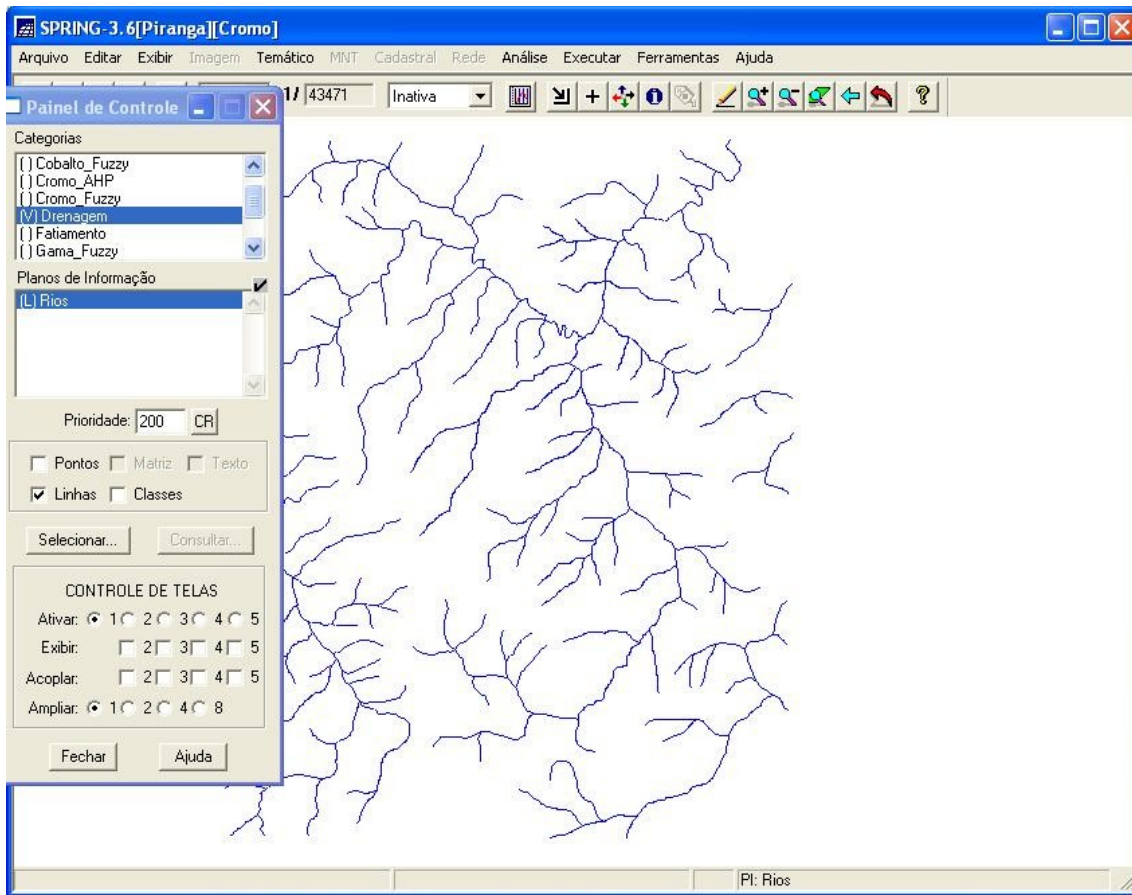 SPRING-3.6[Piranga][Cromo]
Arquivo Editar Exibir Imagem Temático MNT Cadastral Rede Análise Executar Ferramentas Ajuda
1/ 43471 Inativa
Painel de Controle
Categorias
( ) Cobalto_Fuzzy
( ) Cromo_AHP
( ) Cromo_Fuzzy
(V) Drenagem
( ) Fatiamento
( ) Gama_Fuzzy
Planos de Informação
(L) Rios
Prioridade: 200 CR
Pontos Matriz Texto
Linhas Classes
Selecionar... Consultar...
CONTROLE DE TELAS
Ativar: 1 2 3 4 5
Exibir: 2 3 4 5
Acoplar: 2 3 4 5
Ampliar: 1 2 4 8
Fechar Ajuda
PI: Rios